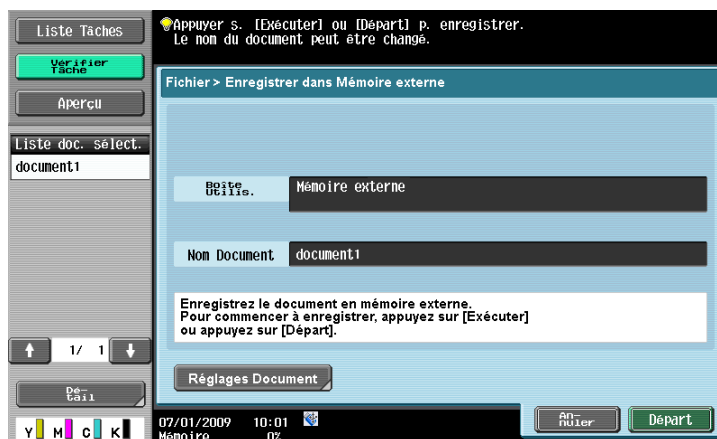 Liste Tâches
Vérifier
Tâche
Aperçu
Liste doc. sélect.
document1
1/ 1
Dé-
tail
Y M C K
Appuyer s. [Exécuter] ou [Départ] p. enregistrer.
Le nom du document peut être changé.
Fichier > Enregistrer dans Mémoire externe
Boîte
Utilis.
Mémoire externe
Nom Document
document1
Enregistrez le document en mémoire externe.
Pour commencer à enregistrer, appuyez sur [Exécuter]
ou appuyez sur [Départ].
Réglages Document
07/01/2009 10:01
Mémoire 0%
An-
nuler
Départ